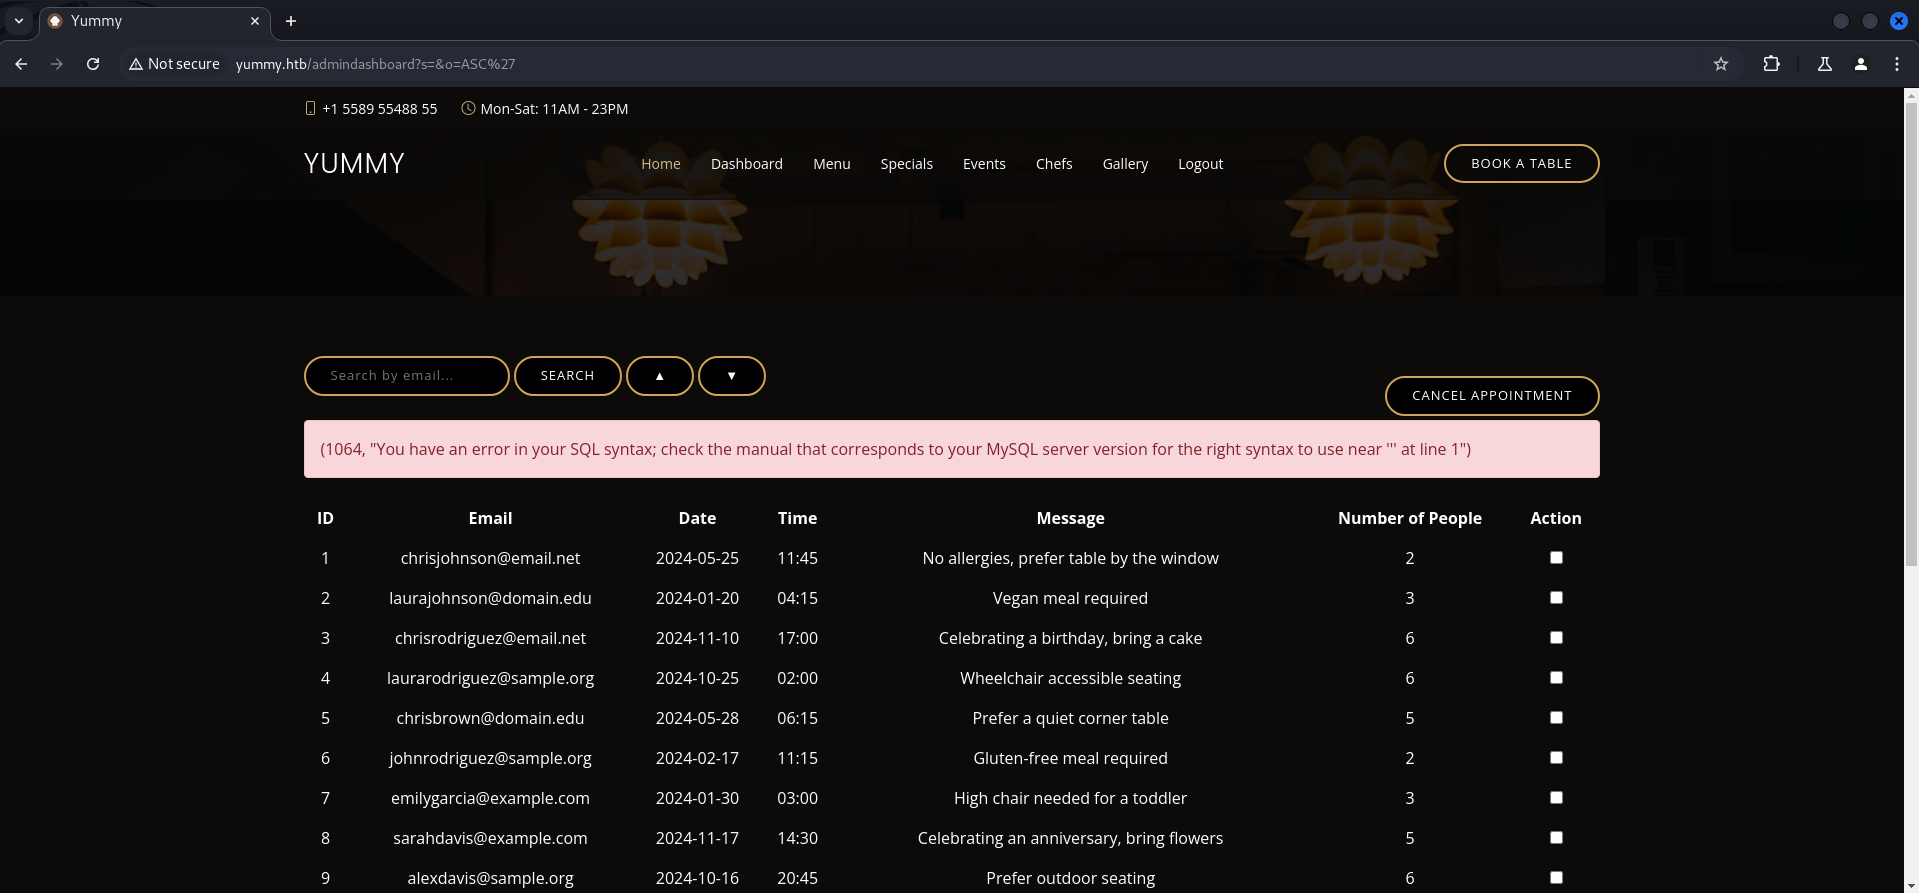 Yummy
Not secure yummy.htb/admindashboard?s=&o=ASC%27
+1 5589 55488 55 Mon-Sat: 11AM - 23PM
YUMMY Home Dashboard Menu Specials Events Chefs Gallery Logout BOOK A TABLE
Search by email... SEARCH ▲ ▼
CANCEL APPOINTMENT
(1064, "You have an error in your SQL syntax; check the manual that corresponds to your MySQL server version for the right syntax to use near ''' at line 1")
ID Email Date Time Message Number of People Action
1 chrisjohnson@email.net 2024-05-25 11:45 No allergies, prefer table by the window 2
2 laurajohnson@domain.edu 2024-01-20 04:15 Vegan meal required 3
3 chrisrodriguez@email.net 2024-11-10 17:00 Celebrating a birthday, bring a cake 6
4 laurarodriguez@sample.org 2024-10-25 02:00 Wheelchair accessible seating 6
5 chrisbrown@domain.edu 2024-05-28 06:15 Prefer a quiet corner table 5
6 johnrodriguez@sample.org 2024-02-17 11:15 Gluten-free meal required 2
7 emilygarcia@example.com 2024-01-30 03:00 High chair needed for a toddler 3
8 sarahdavis@example.com 2024-11-17 14:30 Celebrating an anniversary, bring flowers 5
9 alexdavis@sample.org 2024-10-16 20:45 Prefer outdoor seating 6